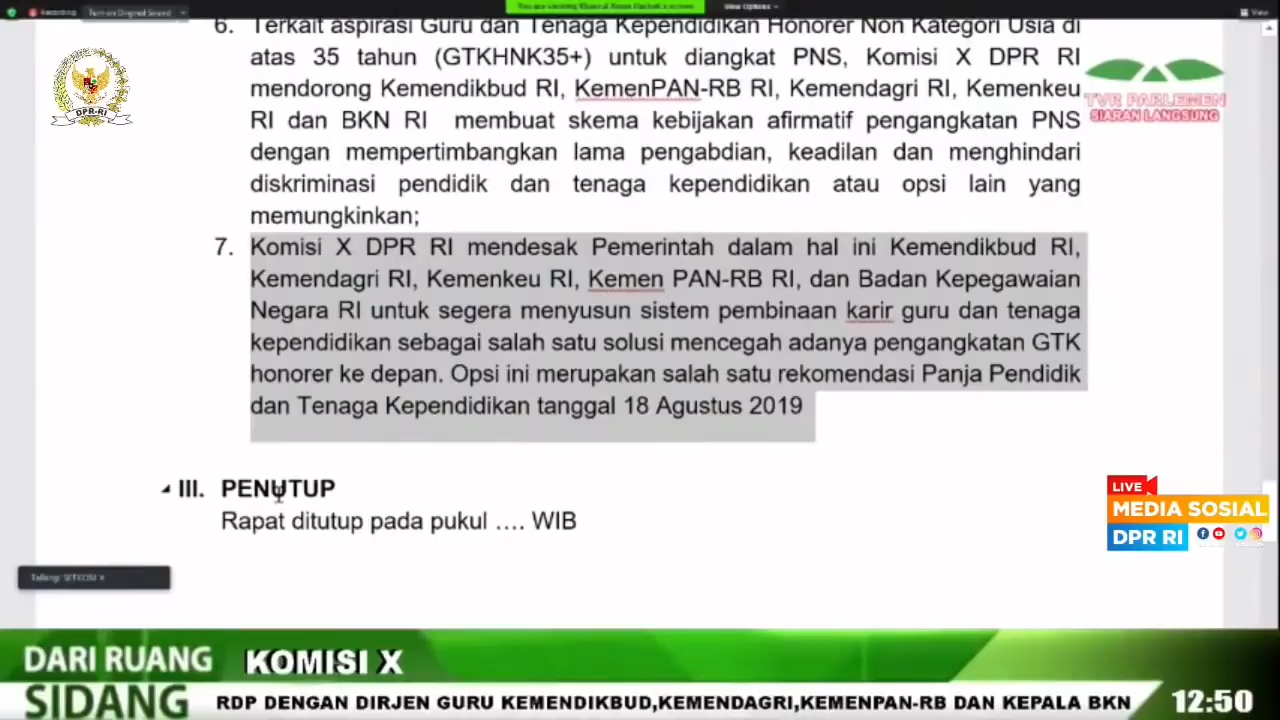 Recording
View Options
View
6. Terkait aspirasi Guru dan Tenaga Kependidikan Honorer Non Kategori Usia di
atas 35 tahun (GTKHNK35+) untuk diangkat PNS, Komisi X DPR RI
mendorong Kemendikbud RI, KemenPAN-RB RI, Kemendagri RI, Kemenkeu
RI dan BKN RI membuat skema kebijakan afirmatif pengangkatan PNS
dengan mempertimbangkan lama pengabdian, keadilan dan menghindari
diskriminasi pendidik dan tenaga kependidikan atau opsi lain yang
memungkinkan;
7. Komisi X DPR RI mendesak Pemerintah dalam hal ini Kemendikbud RI,
Kemendagri RI, Kemenkeu RI, Kemen PAN-RB RI, dan Badan Kepegawaian
Negara RI untuk segera menyusun sistem pembinaan karir guru dan tenaga
kependidikan sebagai salah satu solusi mencegah adanya pengangkatan GTK
honorer ke depan. Opsi ini merupakan salah satu rekomendasi Panja Pendidik
dan Tenaga Kependidikan tanggal 18 Agustus 2019
III. PENUTUP
Rapat ditutup pada pukul .... WIB
DPR-RI
TVR PARLEMEN
SIARAN LANGSUNG
LIVE
MEDIA SOSIAL
DPR RI
DARI RUANG
SIDANG
KOMISI X
RDP DENGAN DIRJEN GURU KEMENDIKBUD,KEMENDAGRI,KEMENPAN-RB DAN KEPALA BKN
12:50